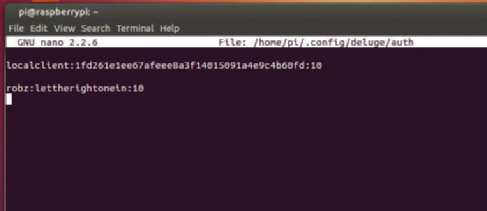 pi@raspberrypi: ~
File Edit View Search Terminal Help
GNU nano 2.2.6 File: /home/pi/.config/deluge/auth
localclient:1fd261e1ee67afeee8a3f14015091a4e9c4b60fd:10
robz:lettherightonein:10